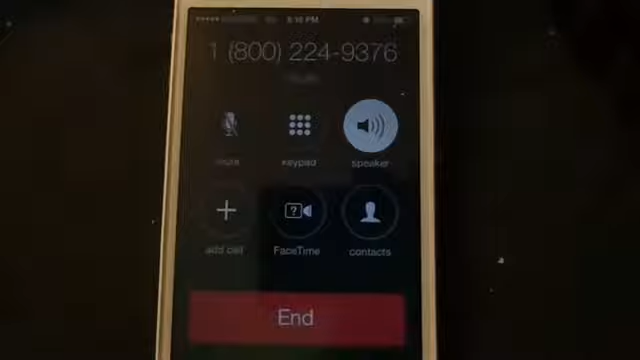 1 (800) 224-9376
mute
keypad
speaker
add call
FaceTime
contacts
End